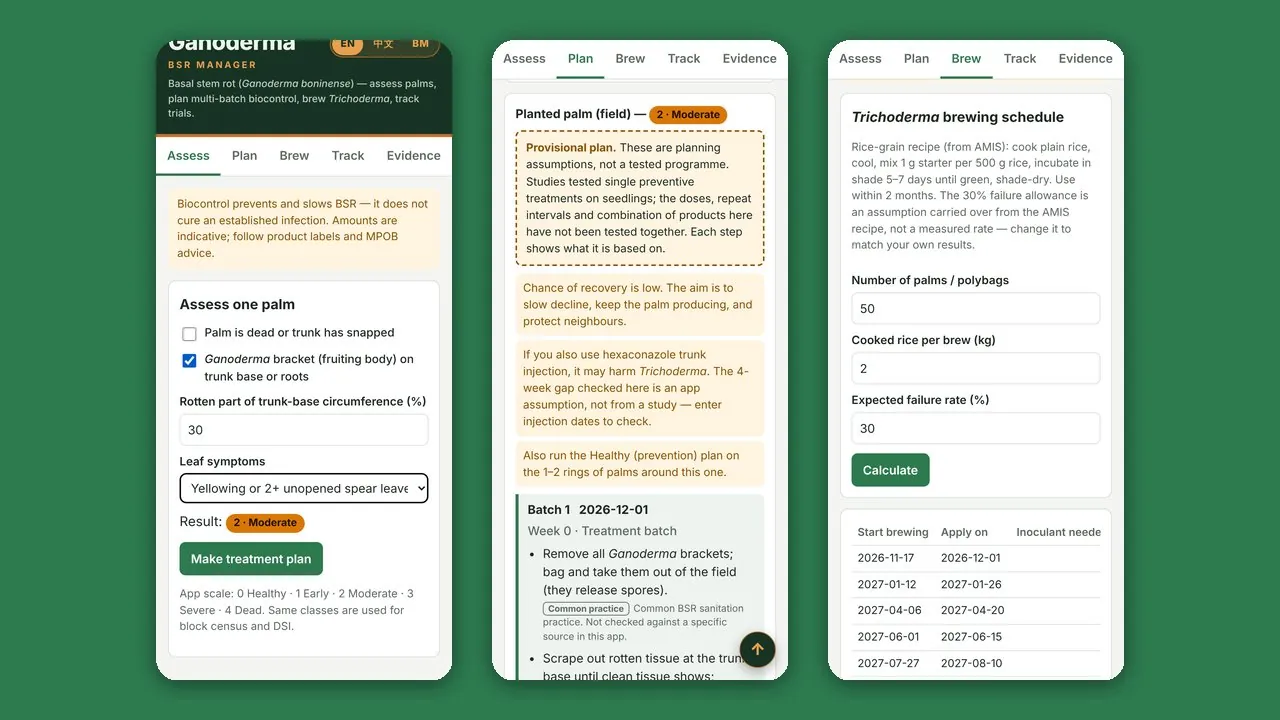 Ganoderma
EN 中文 BM
BSR MANAGER
Basal stem rot (Ganoderma boninense) — assess palms,
plan multi-batch biocontrol, brew Trichoderma, track
trials.
Assess Plan Brew Track Evidence
Biocontrol prevents and slows BSR — it does not
cure an established infection. Amounts are
indicative; follow product labels and MPOB
advice.
Assess one palm
Palm is dead or trunk has snapped
Ganoderma bracket (fruiting body) on
trunk base or roots
Rotten part of trunk-base circumference (%)
30
Leaf symptoms
Yellowing or 2+ unopened spear leave
Result: 2 · Moderate
Make treatment plan
App scale: 0 Healthy · 1 Early · 2 Moderate · 3
Severe · 4 Dead. Same classes are used for
block census and DSI.
Assess Plan Brew Track Evidence
Planted palm (field) — 2 · Moderate
Provisional plan. These are planning
assumptions, not a tested programme.
Studies tested single preventive
treatments on seedlings; the doses, repeat
intervals and combination of products here
have not been tested together. Each step
shows what it is based on.
Chance of recovery is low. The aim is to
slow decline, keep the palm producing, and
protect neighbours.
If you also use hexaconazole trunk
injection, it may harm Trichoderma. The 4-
week gap checked here is an app
assumption, not from a study — enter
injection dates to check.
Also run the Healthy (prevention) plan on
the 1–2 rings of palms around this one.
Batch 1 2026-12-01
Week 0 · Treatment batch
• Remove all Ganoderma brackets;
bag and take them out of the field
(they release spores).
Common practice Common BSR sanitation
practice. Not checked against a specific
source in this app.
• Scrape out rotten tissue at the trunk
base until clean tissue shows;
Assess Plan Brew Track Evidence
Trichoderma brewing schedule
Rice-grain recipe (from AMIS): cook plain rice,
cool, mix 1 g starter per 500 g rice, incubate in
shade 5–7 days until green, shade-dry. Use
within 2 months. The 30% failure allowance is
an assumption carried over from the AMIS
recipe, not a measured rate — change it to
match your own results.
Number of palms / polybags
50
Cooked rice per brew (kg)
2
Expected failure rate (%)
30
Calculate
Start brewing Apply on Inoculant neede
2026-11-17 2026-12-01
2027-01-12 2027-01-26
2027-04-06 2027-04-20
2027-06-01 2027-06-15
2027-07-27 2027-08-10